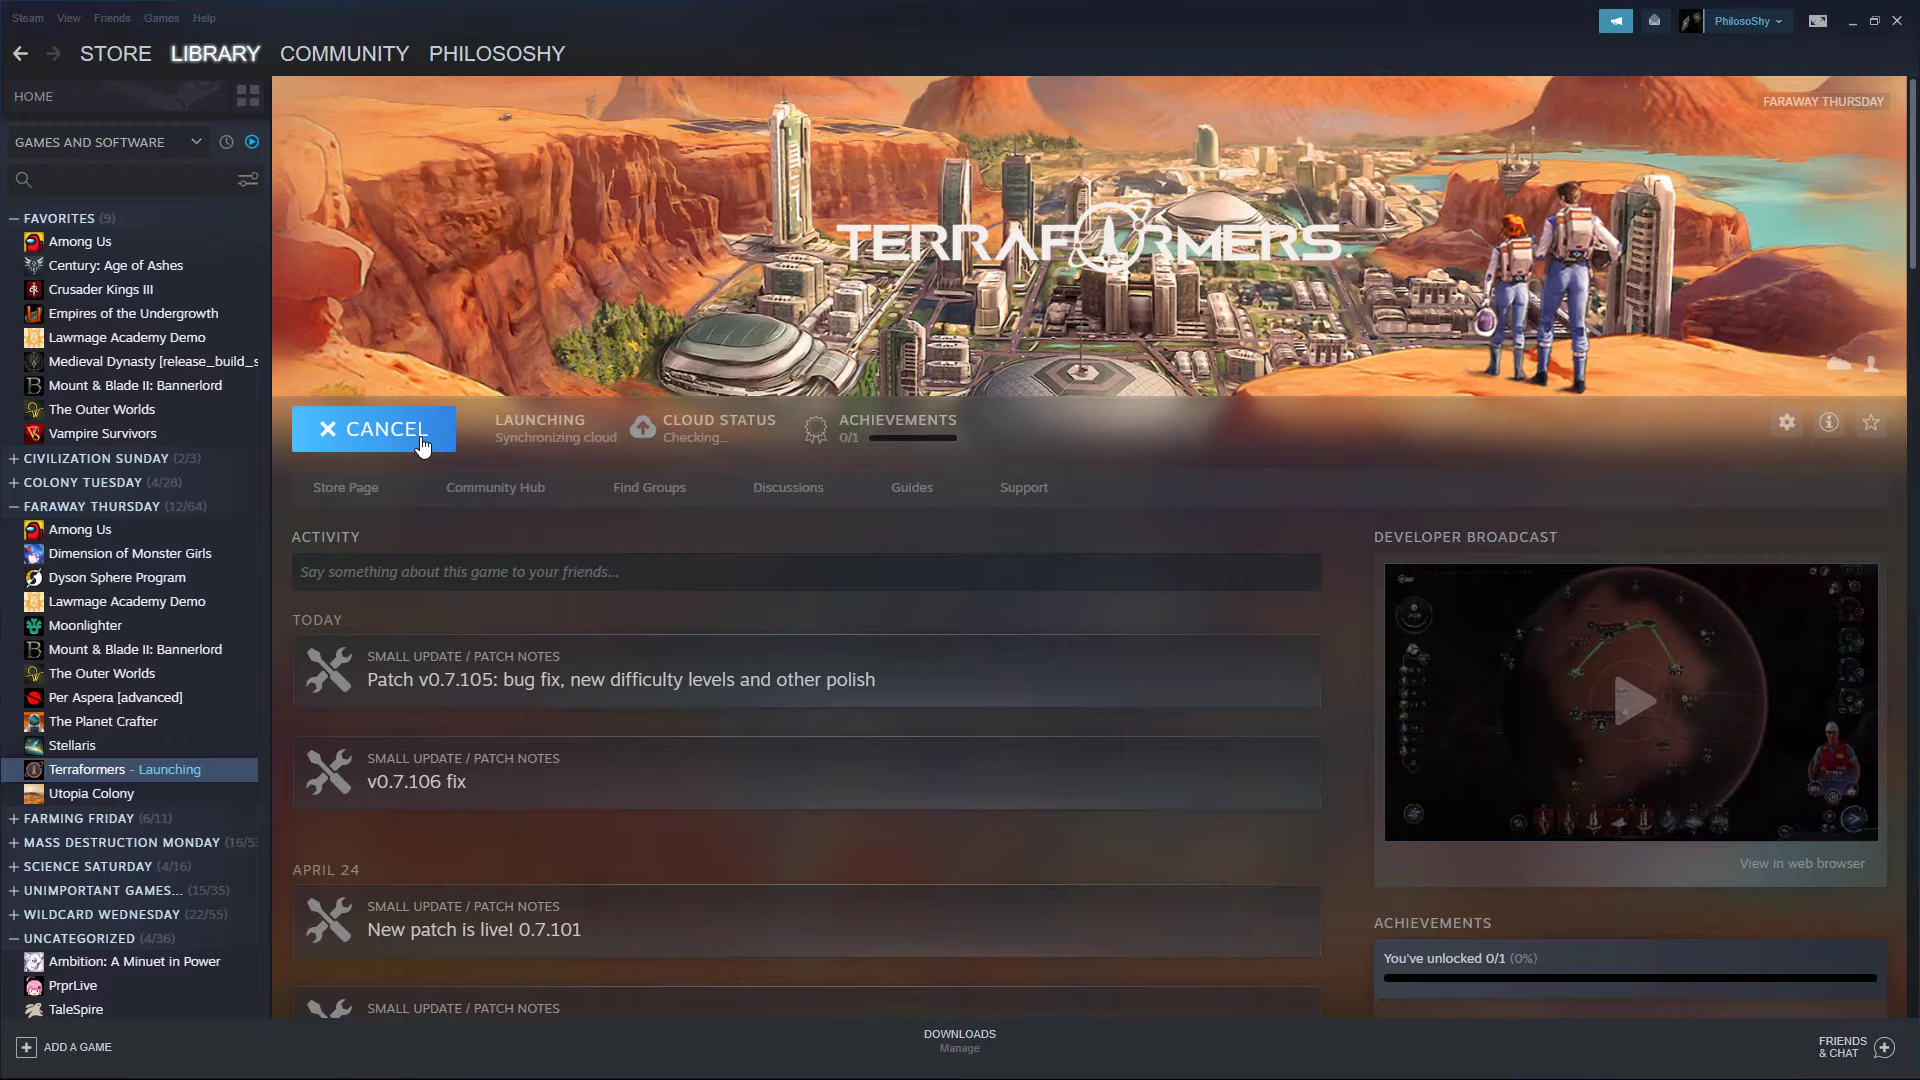 Steam View Friends Games Help
PhilosoShy
STORE LIBRARY COMMUNITY PHILOSOSHY
HOME
GAMES AND SOFTWARE
FAVORITES (9)
Among Us
Century: Age of Ashes
Crusader Kings III
Empires of the Undergrowth
Lawmage Academy Demo
Medieval Dynasty [release_build_s
Mount & Blade II: Bannerlord
The Outer Worlds
Vampire Survivors
CIVILIZATION SUNDAY (2/3)
COLONY TUESDAY (4/28)
FARAWAY THURSDAY (12/64)
Among Us
Dimension of Monster Girls
Dyson Sphere Program
Lawmage Academy Demo
Moonlighter
Mount & Blade II: Bannerlord
The Outer Worlds
Per Aspera [advanced]
The Planet Crafter
Stellaris
Terraformers - Launching
Utopia Colony
FARMING FRIDAY (6/11)
MASS DESTRUCTION MONDAY (16/5
SCIENCE SATURDAY (4/16)
UNIMPORTANT GAMES... (15/35)
WILDCARD WEDNESDAY (22/55)
UNCATEGORIZED (4/36)
Ambition: A Minuet in Power
PrprLive
TaleSpire
ADD A GAME
FARAWAY THURSDAY
TERRAFORMERS
CANCEL
LAUNCHING
Synchronizing cloud
CLOUD STATUS
Checking...
ACHIEVEMENTS
0/1
Store Page Community Hub Find Groups Discussions Guides Support
ACTIVITY
Say something about this game to your friends...
TODAY
SMALL UPDATE / PATCH NOTES
Patch v0.7.105: bug fix, new difficulty levels and other polish
SMALL UPDATE / PATCH NOTES
v0.7.106 fix
APRIL 24
SMALL UPDATE / PATCH NOTES
New patch is live! 0.7.101
SMALL UPDATE / PATCH NOTES
DEVELOPER BROADCAST
View in web browser
ACHIEVEMENTS
You've unlocked 0/1 (0%)
DOWNLOADS
Manage
FRIENDS
& CHAT